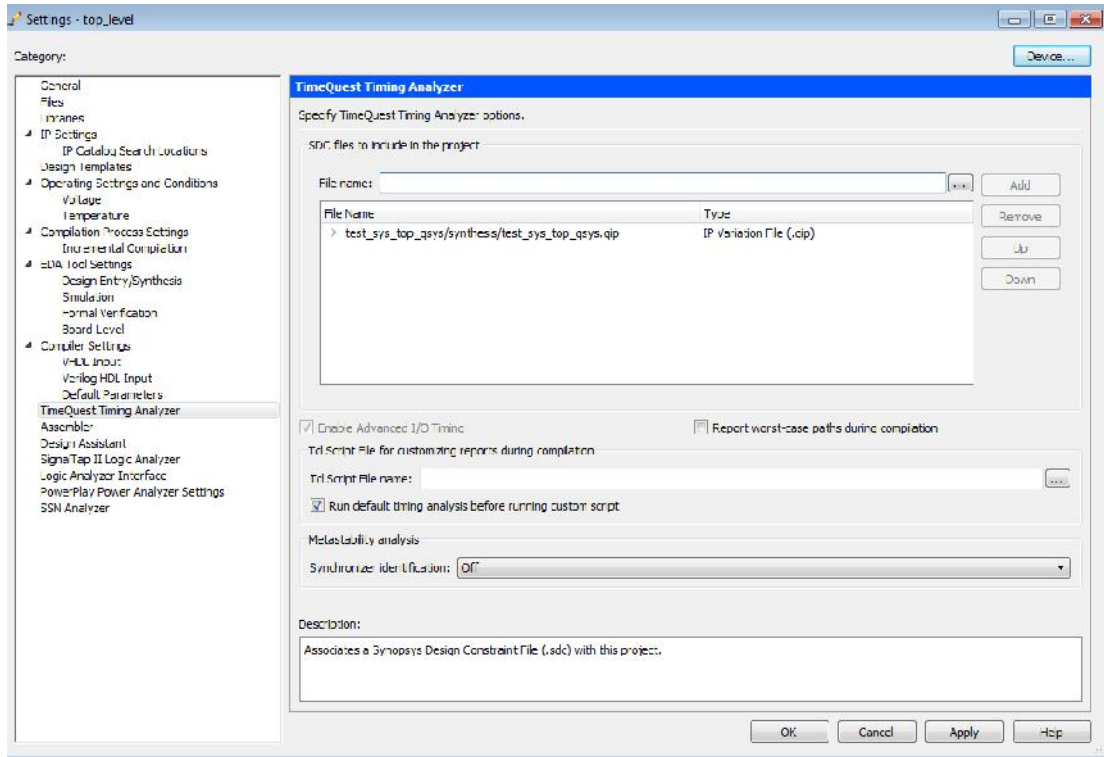 Settings - top_level
Category:
Device...
General
Files
Libraries
IP Settings
IP Catalog Search Locations
Design Templates
Operating Settings and Conditions
Voltage
Temperature
Compilation Process Settings
Incremental Compilation
EDA Tool Settings
Design Entry/Synthesis
Simulation
Formal Verification
Board Level
Compiler Settings
VHDL Input
Verilog HDL Input
Default Parameters
TimeQuest Timing Analyzer
Assembler
Design Assistant
SignalTap II Logic Analyzer
Logic Analyzer Interface
PowerPlay Power Analyzer Settings
SSN Analyzer
TimeQuest Timing Analyzer
Specify TimeQuest Timing Analyzer options.
SDC files to include in the project
File name:
...
Add
File Name Type
Remove
test_sys_top_qsys/synthesis/test_sys_top_qsys.qip IP Variation File (.qip)
Up
Down
Enable Advanced I/O Timing Report worst-case paths during compilation
Tcl Script File for customizing reports during compilation
Tcl Script File name:
...
Run default timing analysis before running custom script
Metastability analysis
Synchronizer identification: Off
Description:
Associates a Synopsys Design Constraint File (.sdc) with this project.
OK Cancel Apply Help